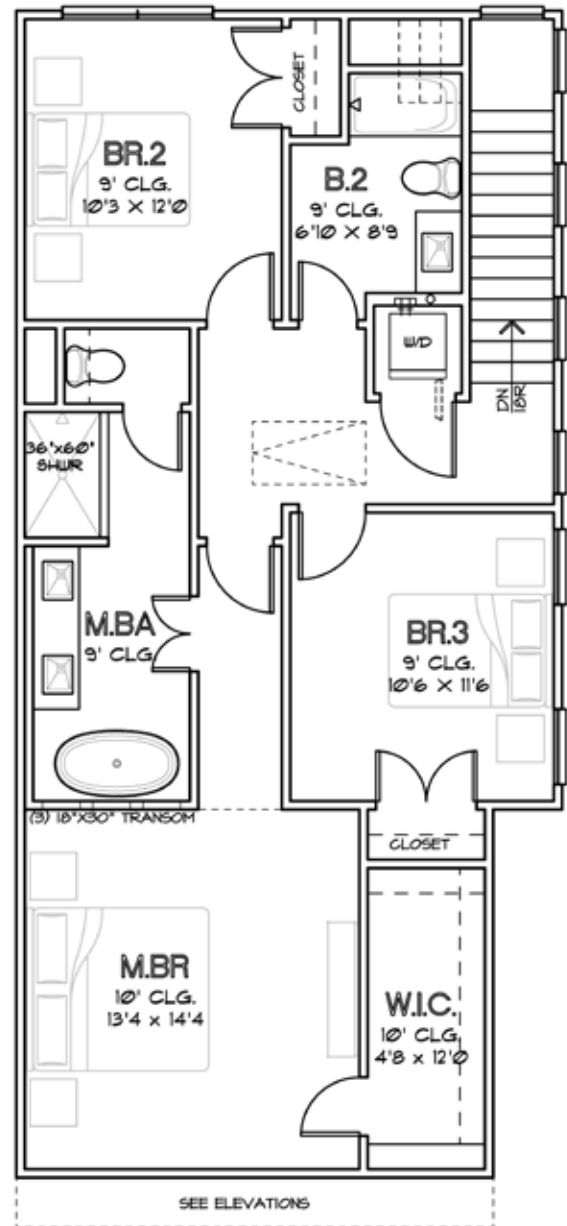 CLOSET
BR.2
9' CLG.
10'3 X 12'0
B.2
9' CLG.
6'10 X 8'9
W/D
DN
18R
36"x60"
SHWR
M.BA
9' CLG
BR.3
9' CLG.
10'6 X 11'6
(3) 18"X30" TRANSOM
CLOSET
M.BR
10' CLG.
13'4 x 14'4
W.I.C.
10' CLG
4'8 x 12'0
SEE ELEVATIONS